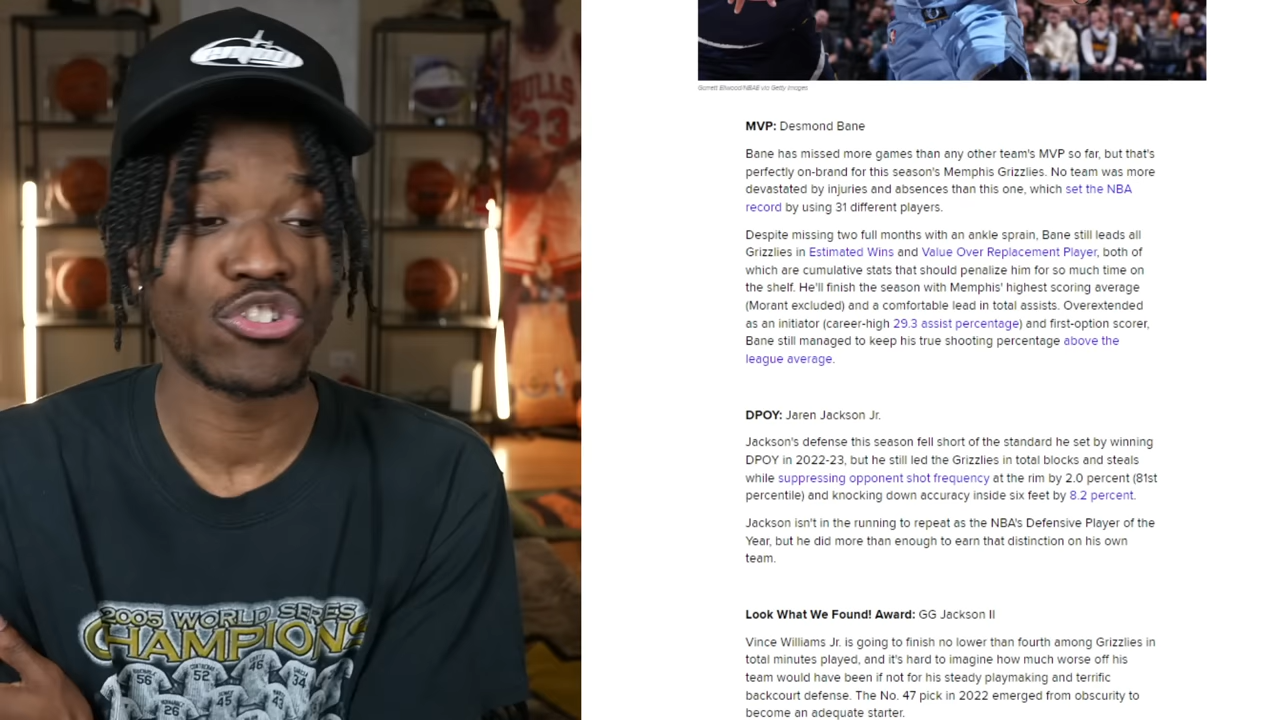 enjoi
BULLS
23
2005 WORLD SERIES
CHAMPIONS
46
52
56
34
45
43
26
Garrett Ellwood/NBAE via Getty Images
MVP: Desmond Bane
Bane has missed more games than any other team's MVP so far, but that's
perfectly on-brand for this season's Memphis Grizzlies. No team was more
devastated by injuries and absences than this one, which set the NBA
record by using 31 different players.
Despite missing two full months with an ankle sprain, Bane still leads all
Grizzlies in Estimated Wins and Value Over Replacement Player, both of
which are cumulative stats that should penalize him for so much time on
the shelf. He'll finish the season with Memphis' highest scoring average
(Morant excluded) and a comfortable lead in total assists. Overextended
as an initiator (career-high 29.3 assist percentage) and first-option scorer,
Bane still managed to keep his true shooting percentage above the
league average.
DPOY: Jaren Jackson Jr.
Jackson's defense this season fell short of the standard he set by winning
DPOY in 2022-23, but he still led the Grizzlies in total blocks and steals
while suppressing opponent shot frequency at the rim by 2.0 percent (81st
percentile) and knocking down accuracy inside six feet by 8.2 percent.
Jackson isn't in the running to repeat as the NBA's Defensive Player of the
Year, but he did more than enough to earn that distinction on his own
team.
Look What We Found! Award: GG Jackson II
Vince Williams Jr. is going to finish no lower than fourth among Grizzlies in
total minutes played, and it's hard to imagine how much worse off his
team would have been if not for his steady playmaking and terrific
backcourt defense. The No. 47 pick in 2022 emerged from obscurity to
become an adequate starter.